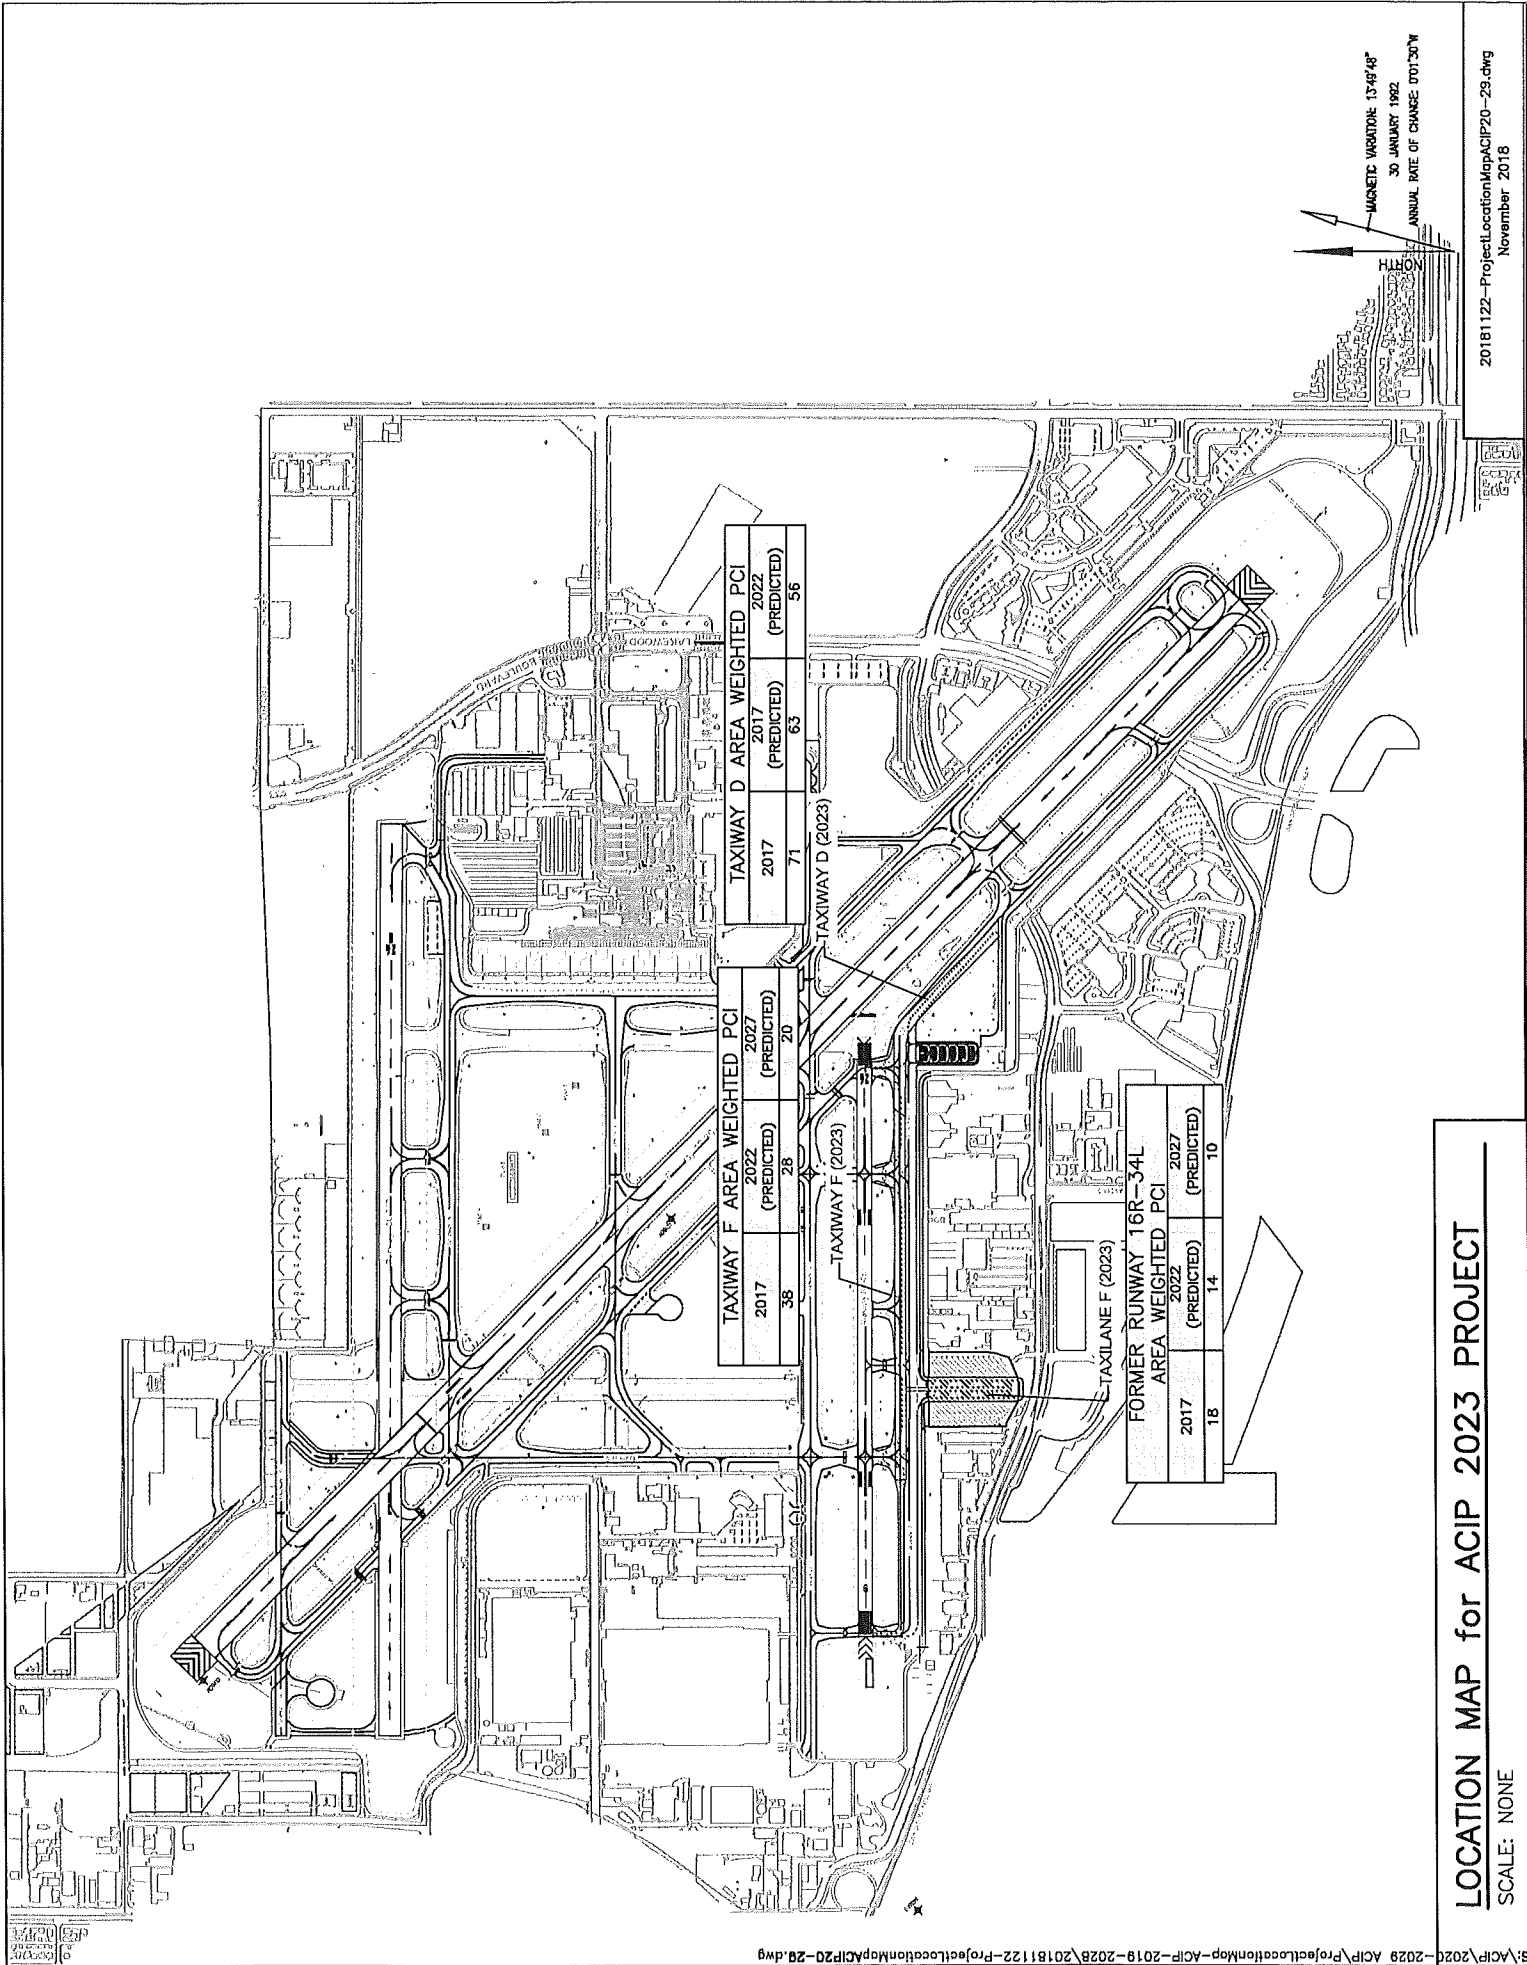 BOULEVARD
LAKEWOOD
TAXIWAY D AREA WEIGHTED PCI
2017
2017 (PREDICTED)
2022 (PREDICTED)
71
63
56
TAXIWAY D (2023)
TAXIWAY F AREA WEIGHTED PCI
2017
2022 (PREDICTED)
2027 (PREDICTED)
38
28
20
TAXIWAY F (2023)
TAXILANE F (2023)
FORMER RUNWAY 16R-34L
AREA WEIGHTED PCI
2017
2022 (PREDICTED)
2027 (PREDICTED)
18
14
10
NORTH
MAGNETIC VARIATION: 13°49'48"
30 JANUARY 1992
ANNUAL RATE OF CHANGE: 0°01'30"W
LOCATION MAP for ACIP 2023 PROJECT
SCALE: NONE
20181122-ProjectLocationMapACIP20-29.dwg
November 2018
S:\ACIP\2020-2029 ACIP\ProjectLocationMap-ACIP-2019-2028\20181122-ProjectLocationMapACIP20-29.dwg